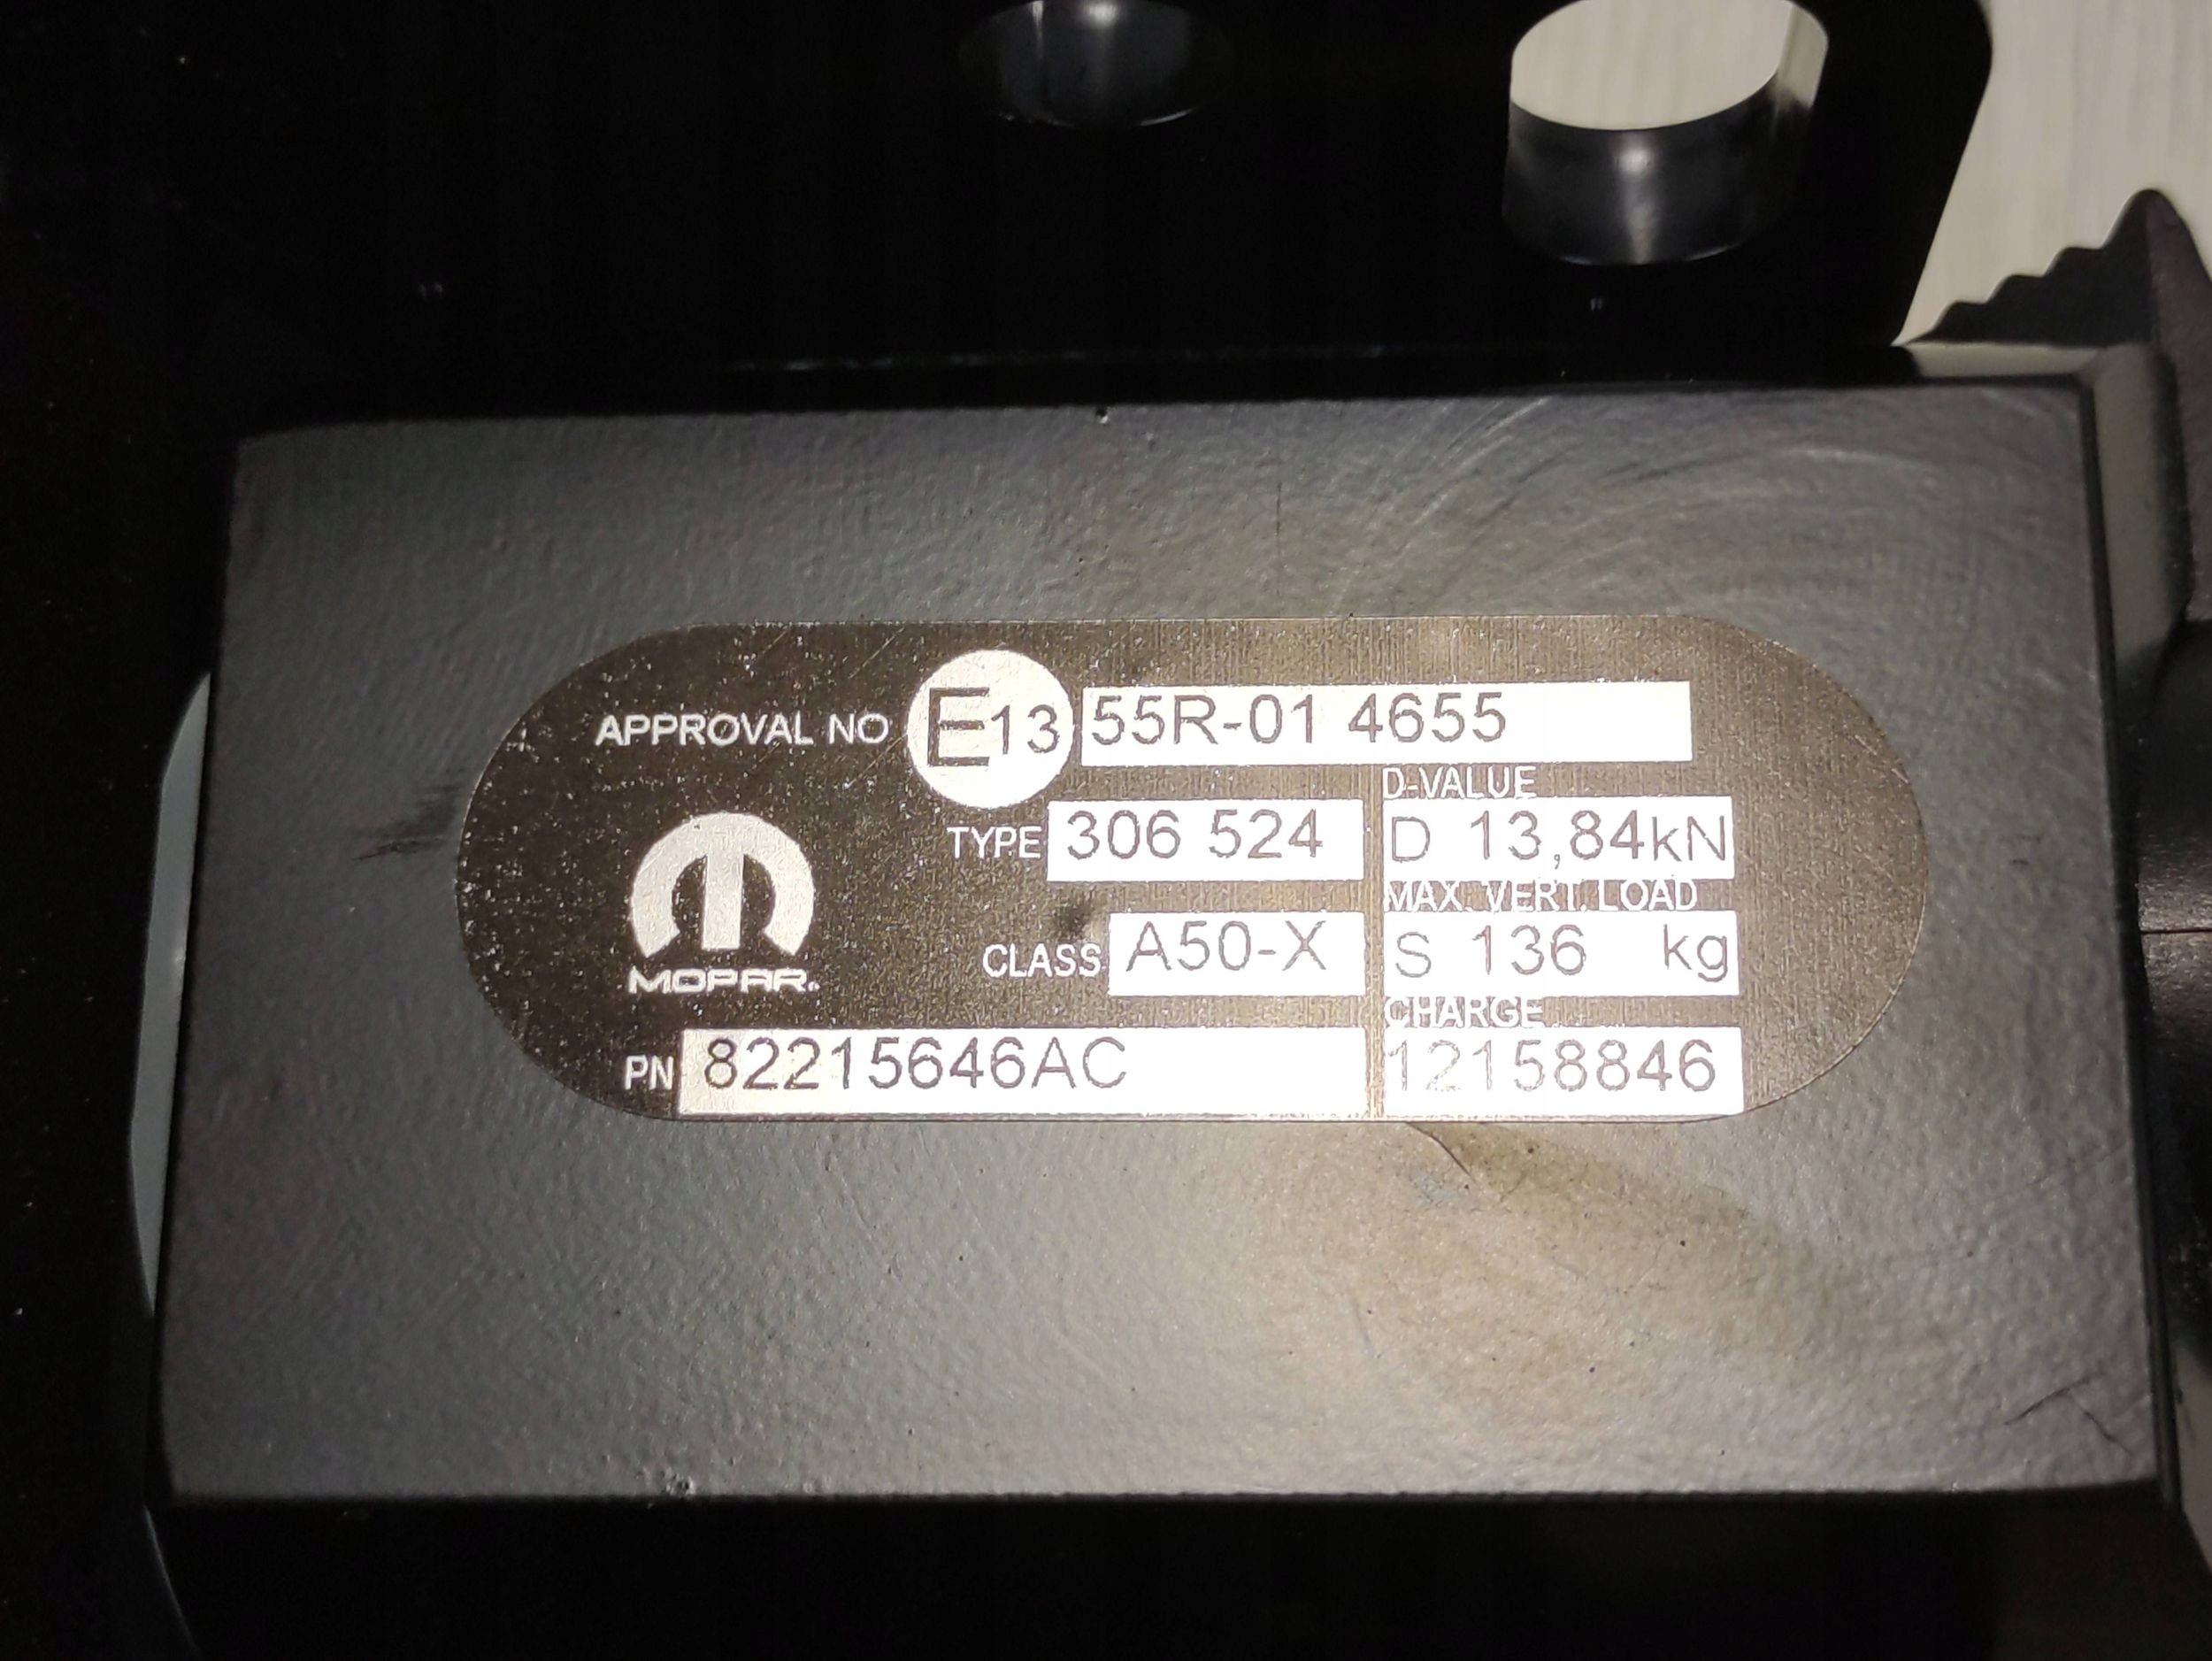 APPROVAL NO E13 55R-01 4655
D-VALUE
TYPE 306 524 D 13,84kN
MAX. VERT. LOAD
CLASS A50-X S 136 kg
MOPAR.
CHARGE
PN 82215646AC 12158846